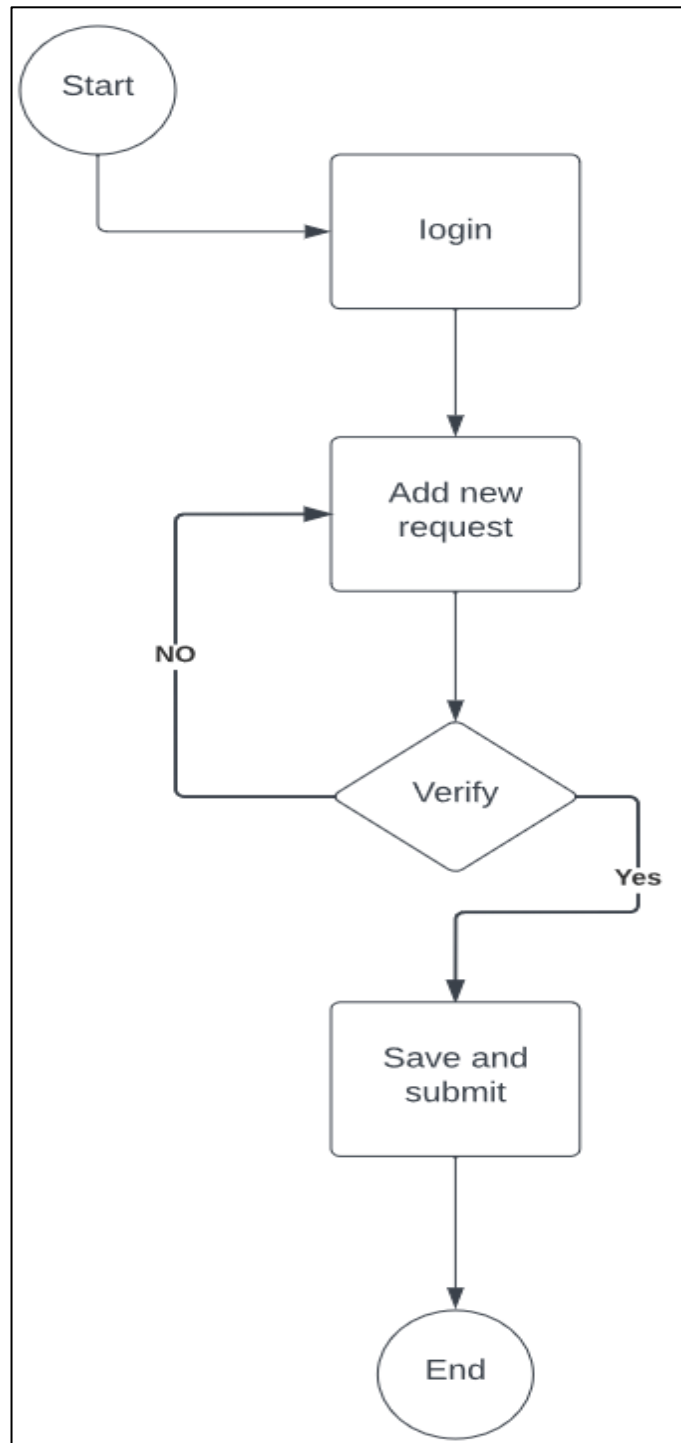 Start
login
Add new
request
NO
Verify
Yes
Save and
submit
End